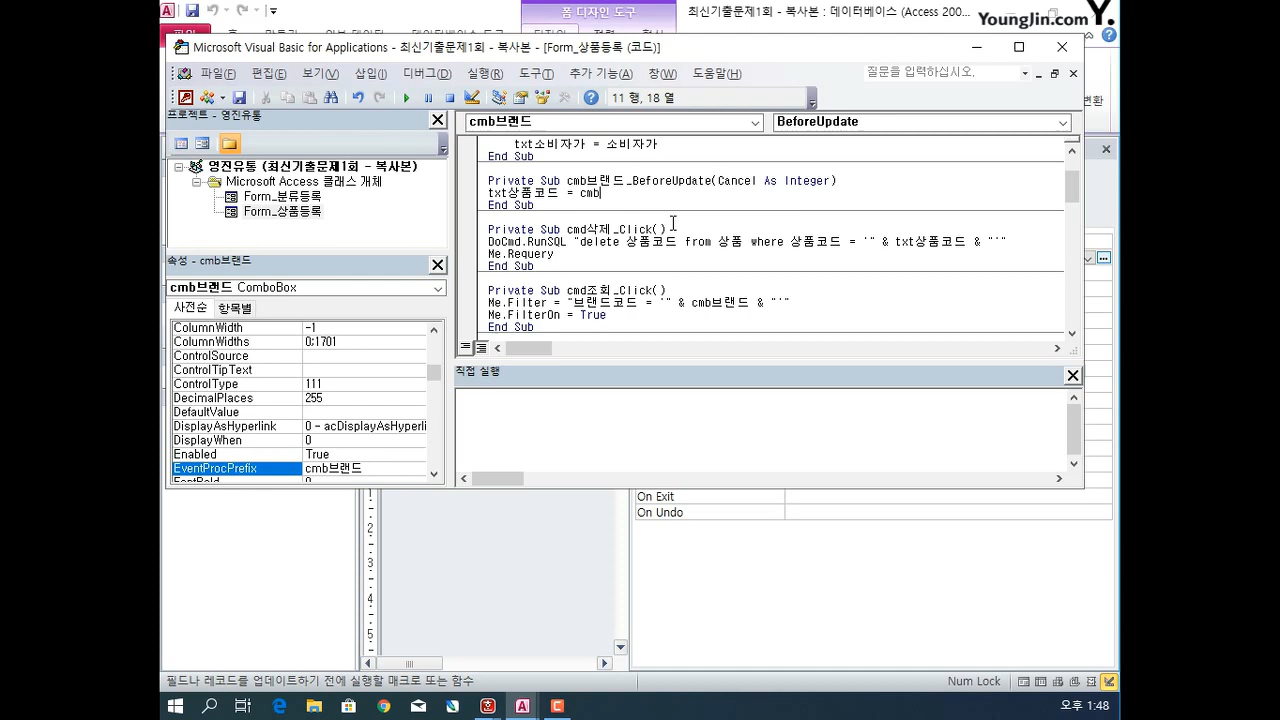 폼 디자인 도구
최신기출문제1회 - 복사본 : 데이터베이스 (Access 200...
YoungJin.com Y.
Microsoft Visual Basic for Applications - 최신기출문제1회 - 복사본 - [Form_상품등록 (코드)]
파일(F) 편집(E) 보기(V) 삽입(I) 디버그(D) 실행(R) 도구(T) 추가 기능(A) 창(W) 도움말(H)
질문을 입력하십시오.
11 행, 18 열
변환
프로젝트 - 영진유통
영진유통 (최신기출문제1회 - 복사본)
Microsoft Access 클래스 개체
Form_분류등록
Form_상품등록
속성 - cmb브랜드
cmb브랜드 ComboBox
사전순 항목별
ColumnWidth -1
ColumnWidths 0;1701
ControlSource
ControlTipText
ControlType 111
DecimalPlaces 255
DefaultValue
DisplayAsHyperlink 0 - acDisplayAsHyperli
DisplayWhen 0
Enabled True
EventProcPrefix cmb브랜드
FontBold 0
cmb브랜드 BeforeUpdate
txt소비자가 = 소비자가
End Sub
Private Sub cmb브랜드_BeforeUpdate(Cancel As Integer)
txt상품코드 = cmb
End Sub
Private Sub cmd삭제_Click()
DoCmd.RunSQL "delete 상품코드 from 상품 where 상품코드 = '" & txt상품코드 & "'"
Me.Requery
End Sub
Private Sub cmd조회_Click()
Me.Filter = "브랜드코드 = '" & cmb브랜드 & "'"
Me.FilterOn = True
End Sub
직접 실행
1
2
3
4
5
On Exit
On Undo
필드나 레코드를 업데이트하기 전에 실행할 매크로 또는 함수
Num Lock
오후 1:48